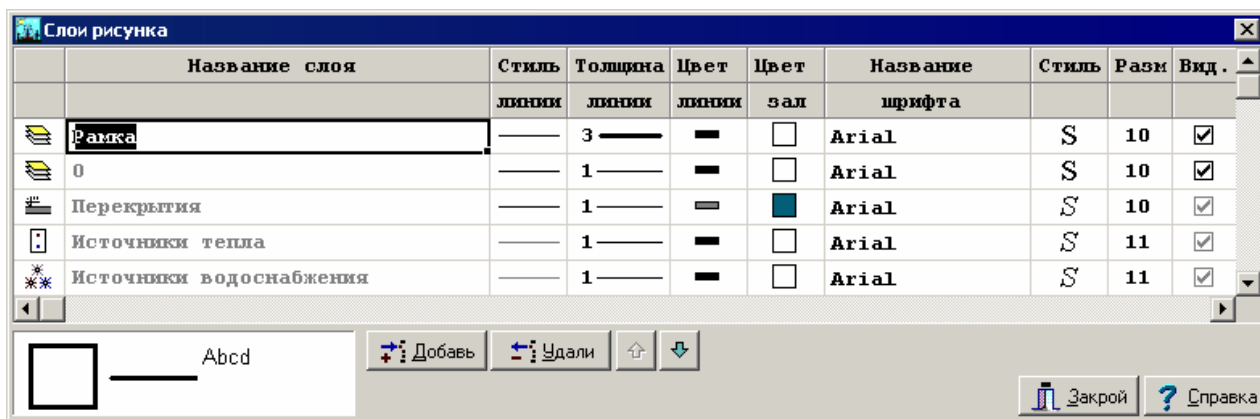 Слои рисунка
Название слоя Стиль Толщина Цвет Цвет Название Стиль Разм Вид.
линии линии линии зал шрифта
Рамка 3 Arial S 10
0 1 Arial S 10
Перекрытия 1 Arial S 10
Источники тепла 1 Arial S 11
Источники водоснабжения 1 Arial S 11
Abcd Добавь Удали
Закрой ? Справка